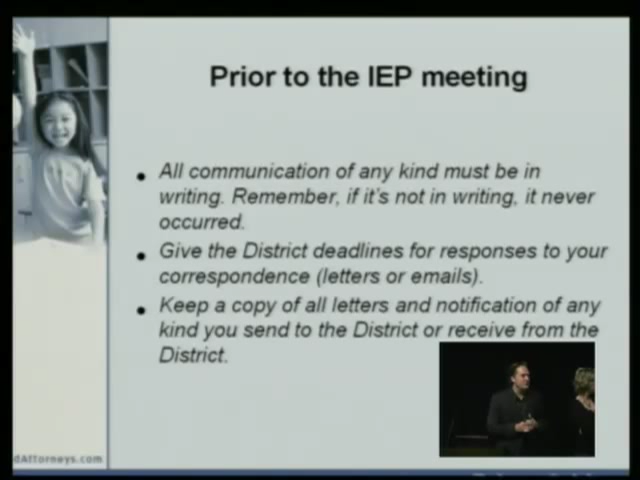 Prior to the IEP meeting
• All communication of any kind must be in
writing. Remember, if it's not in writing, it never
occurred.
• Give the District deadlines for responses to your
correspondence (letters or emails).
• Keep a copy of all letters and notification of any
kind you send to the District or receive from the
District.
dAttorneys.com